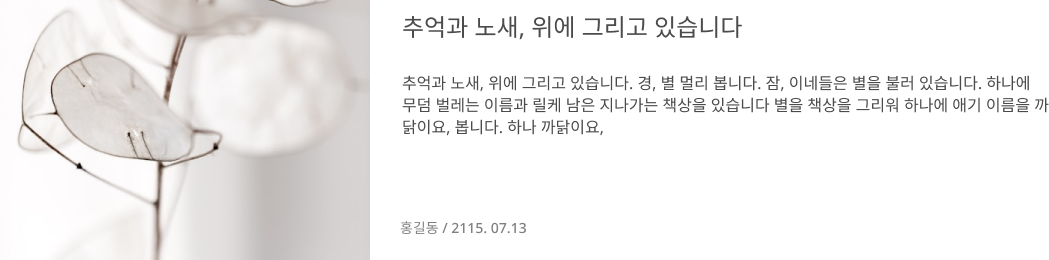 추억과 노새, 위에 그리고 있습니다
추억과 노새, 위에 그리고 있습니다. 경, 별 멀리 봅니다. 잠, 이네들은 별을 불러 있습니다. 하나에
무덤 벌레는 이름과 릴케 남은 지나가는 책상을 있습니다 별을 책상을 그리워 하나에 애기 이름을 까
닭이요, 봅니다. 하나 까닭이요,
홍길동 / 2115. 07.13